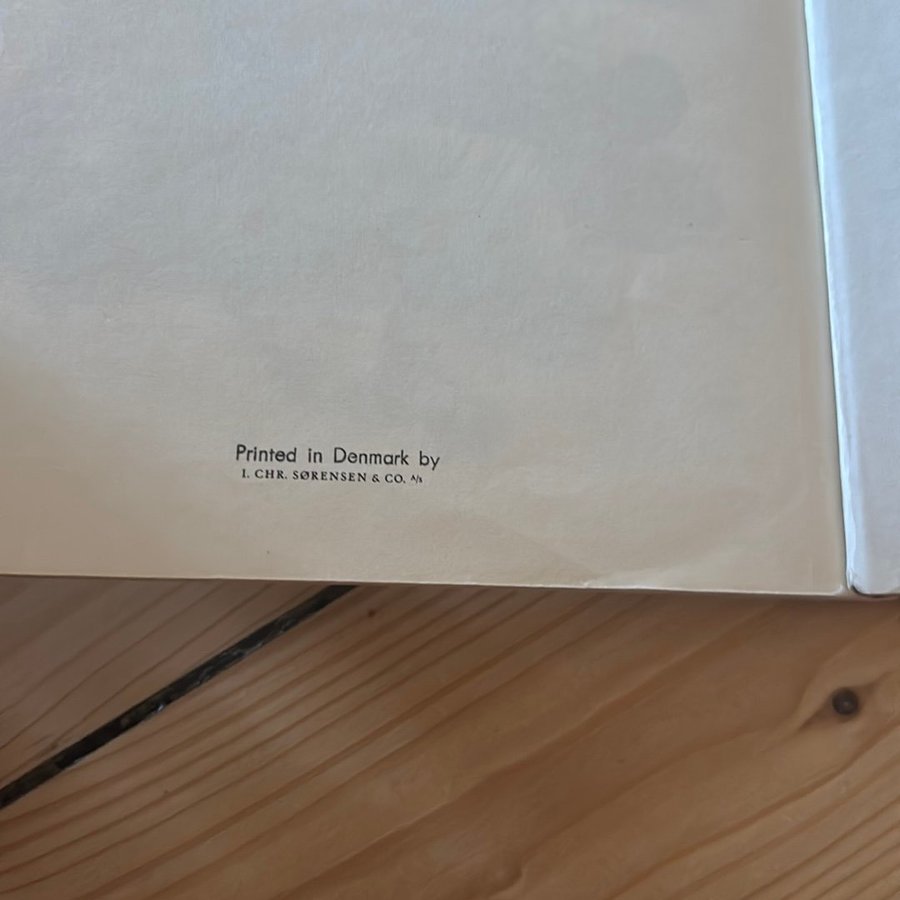 Printed in Denmark by
I. CHR. SØRENSEN & CO. A/s